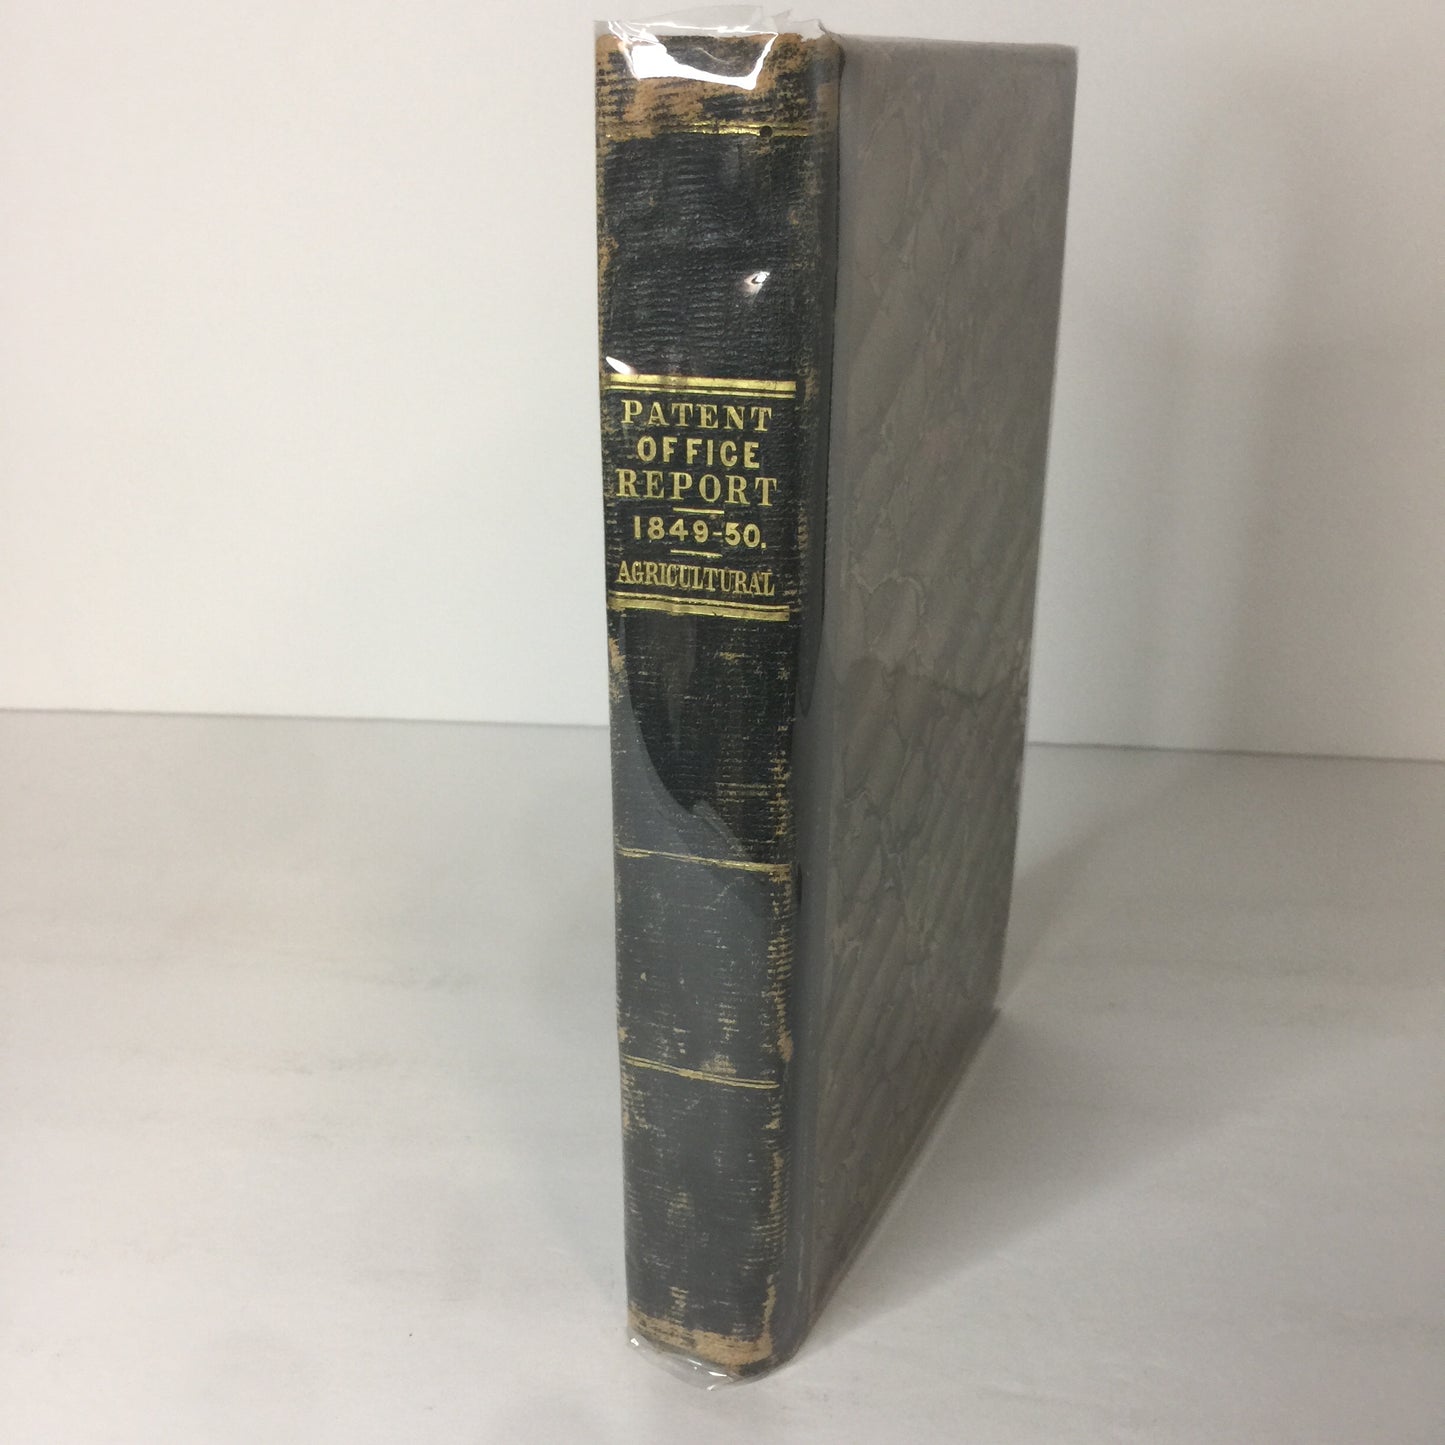 PATENT
OFFICE
REPORT
1849-50.
AGRICULTURAL